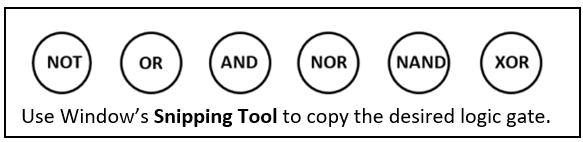 NOT OR AND NOR NAND XOR
Use Window's Snipping Tool to copy the desired logic gate.